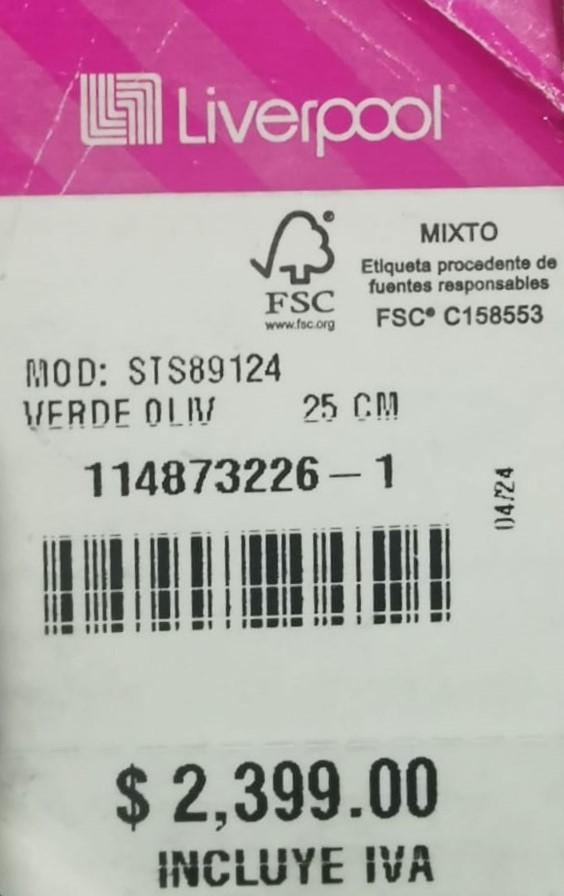 Liverpool
MIXTO
Etiqueta procedente de
fuentes responsables
FSC® C158553
FSC
www.fsc.org
MOD: STS89124
VERDE OLIV 25 CM
114873226-1
04/24
$ 2,399.00
INCLUYE IVA